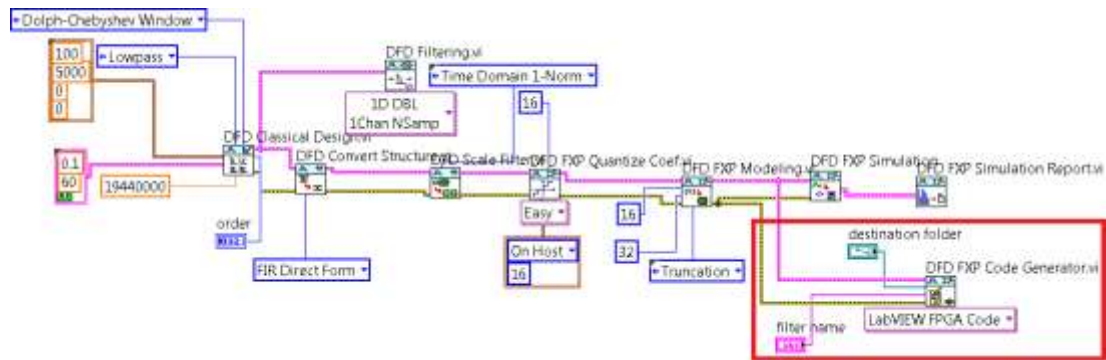 Dolph-Chebyshev Window
100
5000
0
0
Lowpass
DFD Filtering.vi
Time Domain 1-Norm
1D DBL
1Chan NSamp
16
DFD Classical Design.vi
0.1
60
19440000
DFD Convert Structure.vi
DFD Scale Filter.vi
DFD FXP Quantize Coef.vi
DFD FXP Modeling.vi
DFD FXP Simulation
DFD FXP Simulation Report.vi
Easy
16
order
FIR Direct Form
On Host
16
32
Truncation
destination folder
DFD FXP Code Generator.vi
LabVIEW FPGA Code
filter name